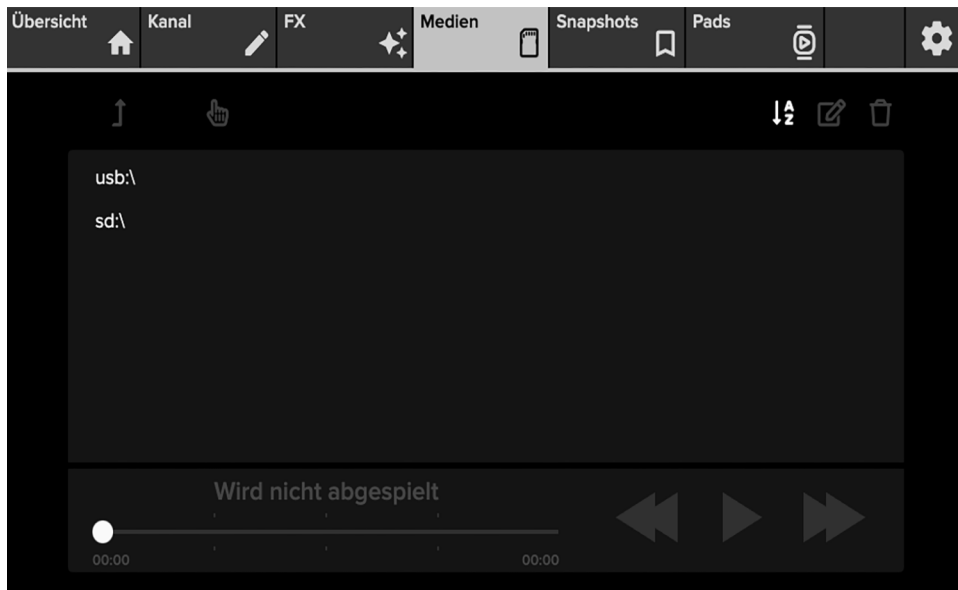 Übersicht
Kanal
FX
Medien
Snapshots
Pads
A
Z
usb:\
sd:\
Wird nicht abgespielt
00:00
00:00